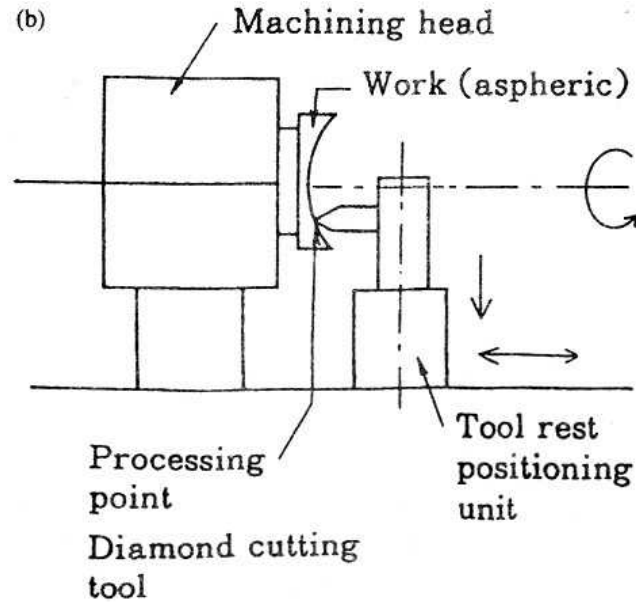 (b)
Machining head
Work (aspheric)
Processing
point
Diamond cutting
tool
Tool rest
positioning
unit